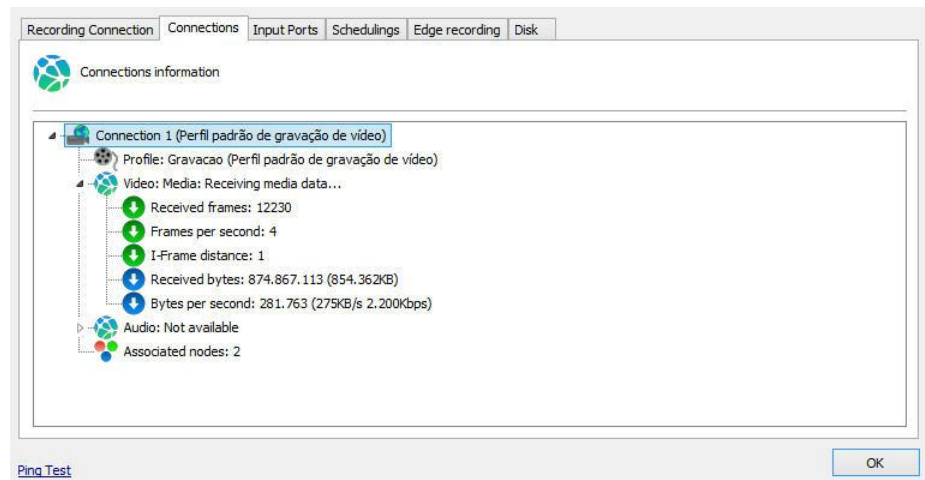 Recording Connection Connections Input Ports Schedulings Edge recording Disk
Connections information
Connection 1 (Perfil padrão de gravação de vídeo)
Profile: Gravacao (Perfil padrão de gravação de vídeo)
Video: Media: Receiving media data...
Received frames: 12230
Frames per second: 4
I-Frame distance: 1
Received bytes: 874.867.113 (854.362KB)
Bytes per second: 281.763 (275KB/s 2.200Kbps)
Audio: Not available
Associated nodes: 2
Ping Test
OK